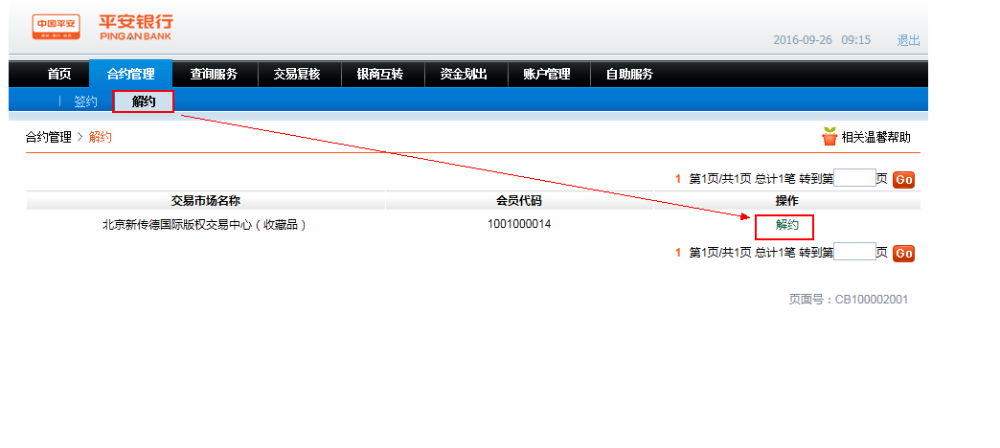 中国平安 平安银行
PINGAN BANK
2016-09-26 09:15 退出
首页 合约管理 查询服务 交易复核 银商互转 资金划出 账户管理 自助服务
签约 解约
合约管理 > 解约 相关温馨帮助
1 第1页/共1页 总计1笔 转到第 页 Go
交易市场名称 会员代码 操作
北京新传德国际版权交易中心（收藏品） 1001000014 解约
1 第1页/共1页 总计1笔 转到第 页 Go
页面号：CB100002001